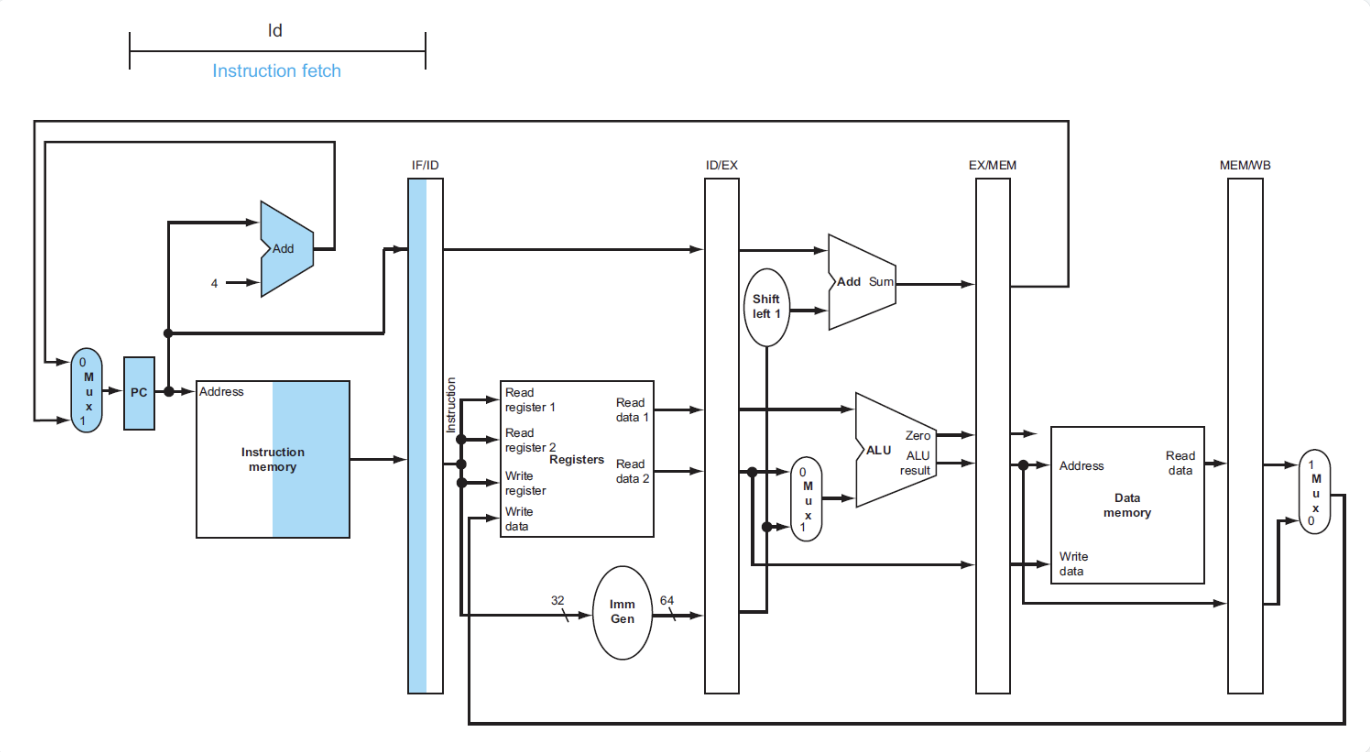 ld
Instruction fetch
IF/ID
ID/EX
EX/MEM
MEM/WB
Add
4
0
M
u
x
1
PC
Address
Instruction
memory
Instruction
Read
register 1
Read
register 2
Write
register
Write
data
Registers
Read
data 1
Read
data 2
32
Imm
Gen
64
Shift
left 1
Add Sum
0
M
u
x
1
Zero
ALU
ALU
result
Address
Read
data
Data
memory
Write
data
1
M
u
x
0